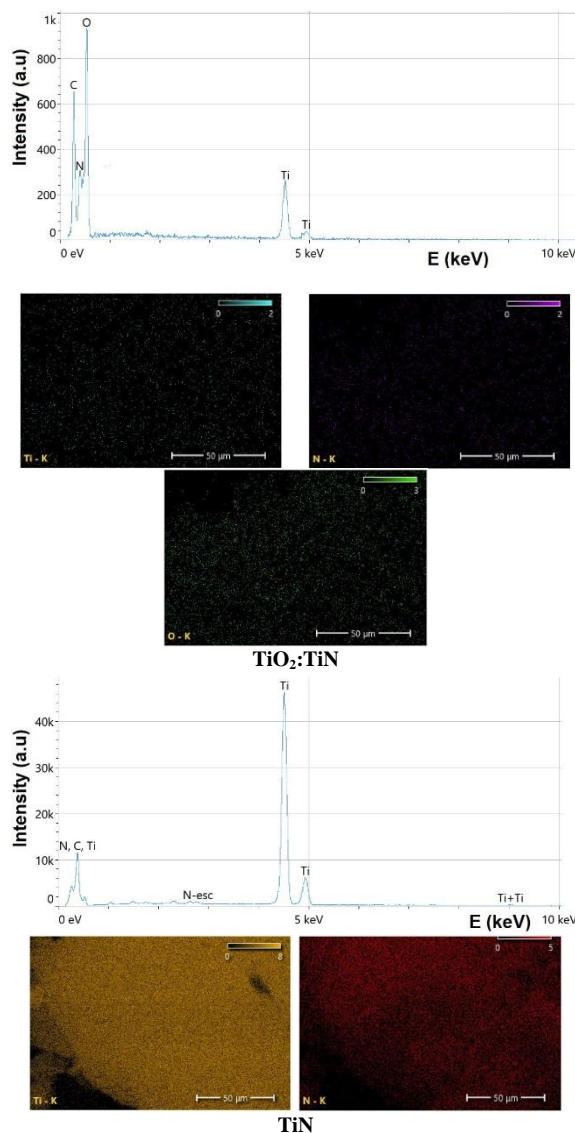 1k
O
800
C
600
400
N
Ti
200
Ti
0
0 eV
5 keV
10 keV
Intensity (a.u)
E (keV)
0 2
Ti - K
50 µm
0 2
N - K
50 µm
0 3
O - K
50 µm
TiO₂:TiN
Ti
40k
30k
20k
N, C, Ti
10k
Ti
N-esc
Ti+Ti
0
0 eV
5 keV
10 keV
Intensity (a.u)
E (keV)
0 8
Ti - K
50 µm
0 5
N - K
50 µm
TiN